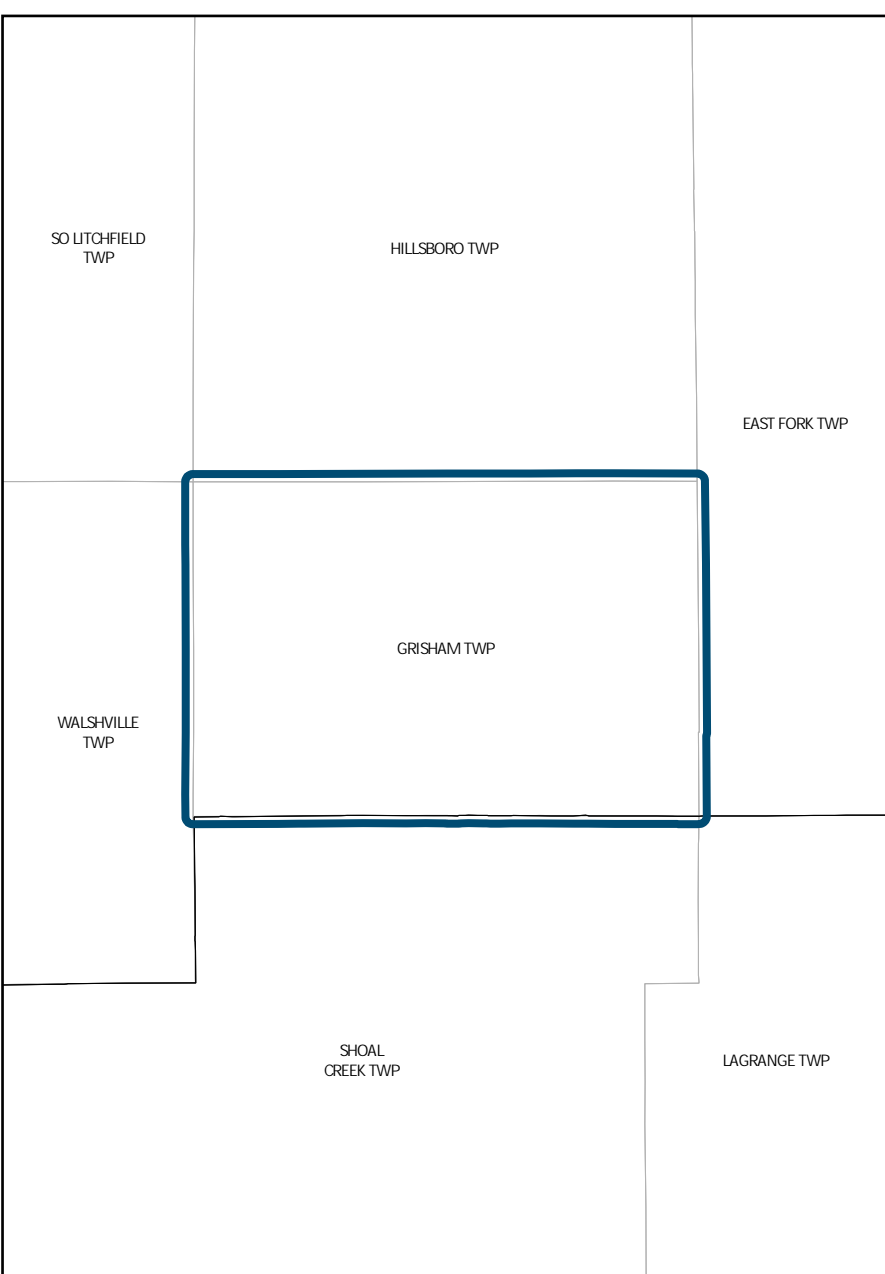 SO LITCHFIELD
TWP
HILLSBORO TWP
EAST FORK TWP
GRISHAM TWP
WALSHVILLE
TWP
SHOAL
CREEK TWP
LAGRANGE TWP